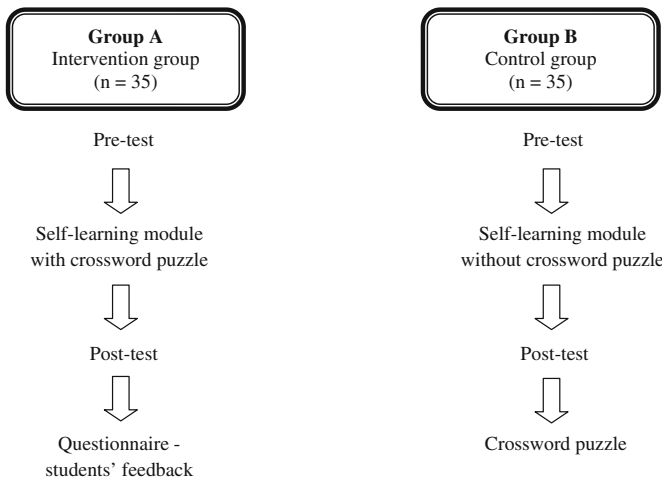 Group A
Intervention group
(n = 35)
Pre-test
Self-learning module
with crossword puzzle
Post-test
Questionnaire -
students’ feedback
Group B
Control group
(n = 35)
Pre-test
Self-learning module
without crossword puzzle
Post-test
Crossword puzzle